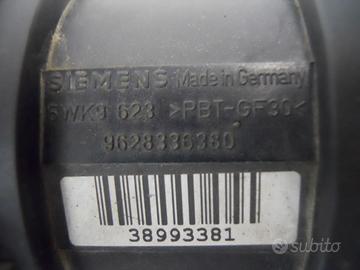 SIEMENS Made in Germany
5WK9 623 >PBT-GF30<
9628336380
38993381
subito